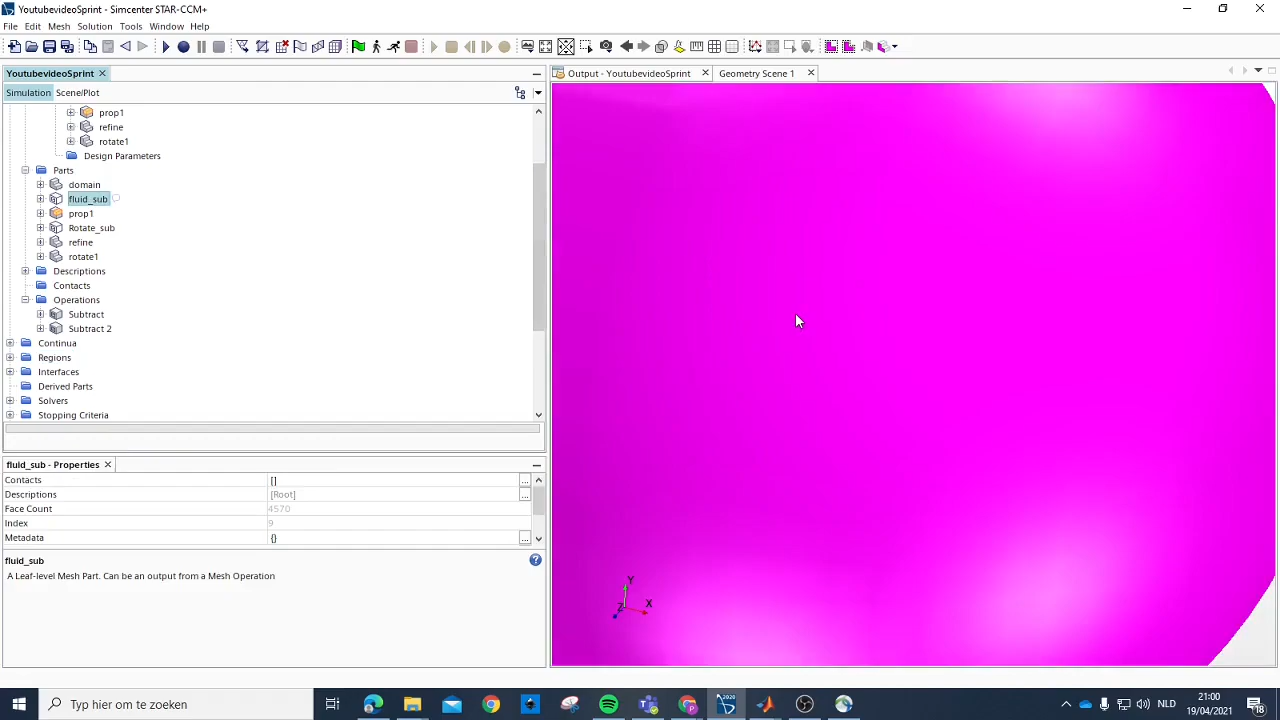 YoutubevideoSprint - Simcenter STAR-CCM+
File Edit Mesh Solution Tools Window Help
YoutubevideoSprint
Output - YoutubevideoSprint
Geometry Scene 1
Simulation
Scene/Plot
prop1
refine
rotate1
Design Parameters
Parts
domain
fluid_sub
prop1
Rotate_sub
refine
rotate1
Descriptions
Contacts
Operations
Subtract
Subtract 2
Continua
Regions
Interfaces
Derived Parts
Solvers
Stopping Criteria
fluid_sub - Properties
Contacts []
Descriptions [Root]
Face Count 4570
Index 9
Metadata {}
fluid_sub
A Leaf-level Mesh Part. Can be an output from a Mesh Operation
Y
X
Z
Typ hier om te zoeken
2020
NLD
21:00
19/04/2021
18